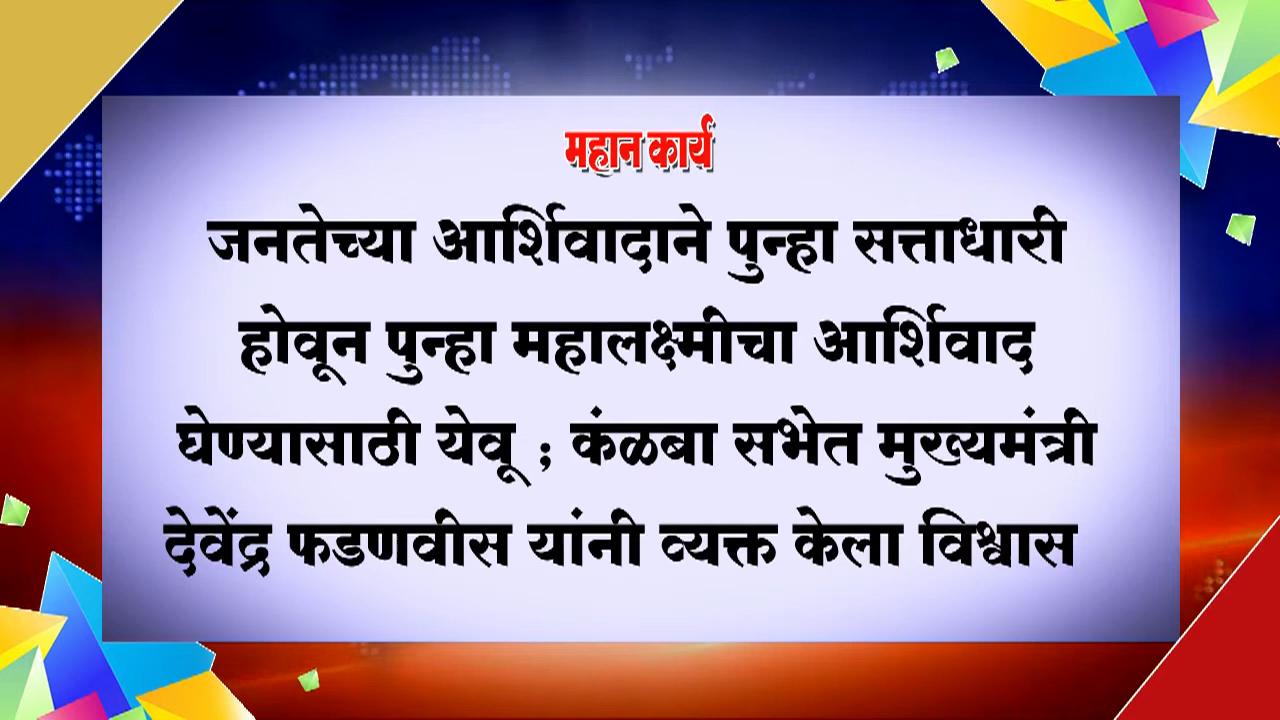 महान कार्य
जनतेच्या आर्शिवादाने पुन्हा सत्ताधारी
होवून पुन्हा महालक्ष्मीचा आर्शिवाद
घेण्यासाठी येवू ; कंळबा सभेत मुख्यमंत्री
देवेंद्र फडणवीस यांनी व्यक्त केला विश्वास